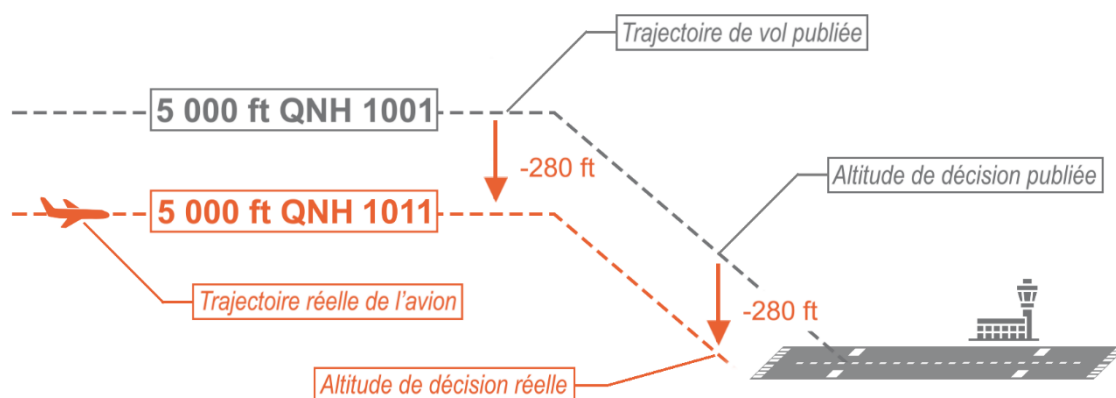 Trajectoire de vol publiée
5 000 ft QNH 1001
-280 ft
Altitude de décision publiée
5 000 ft QNH 1011
Trajectoire réelle de l'avion
-280 ft
Altitude de décision réelle